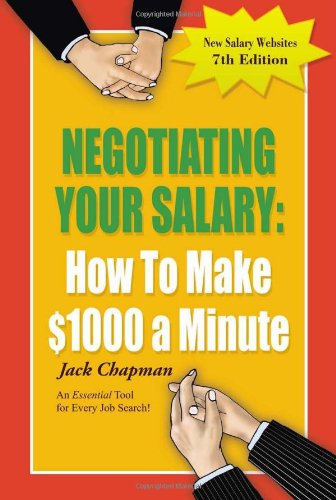 New Salary Websites
7th Edition
NEGOTIATING
YOUR SALARY:
How To Make
$1000 a Minute
Jack Chapman
An Essential Tool
for Every Job Search!